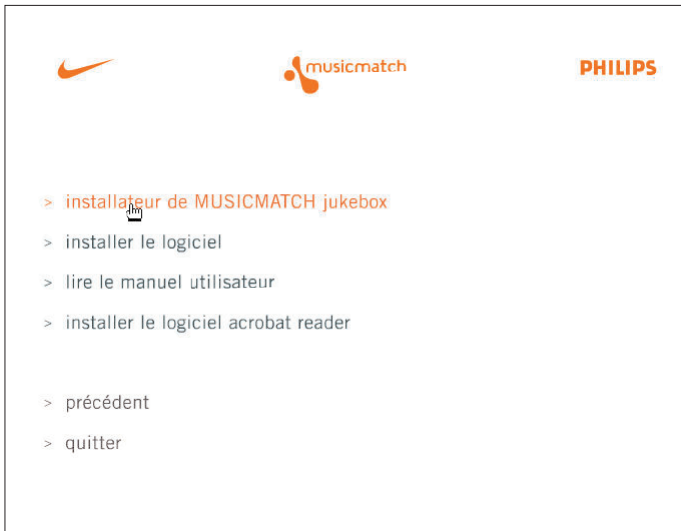 musicmatch
PHILIPS
> installateur de MUSICMATCH jukebox
> installer le logiciel
> lire le manuel utilisateur
> installer le logiciel acrobat reader
> précédent
> quitter